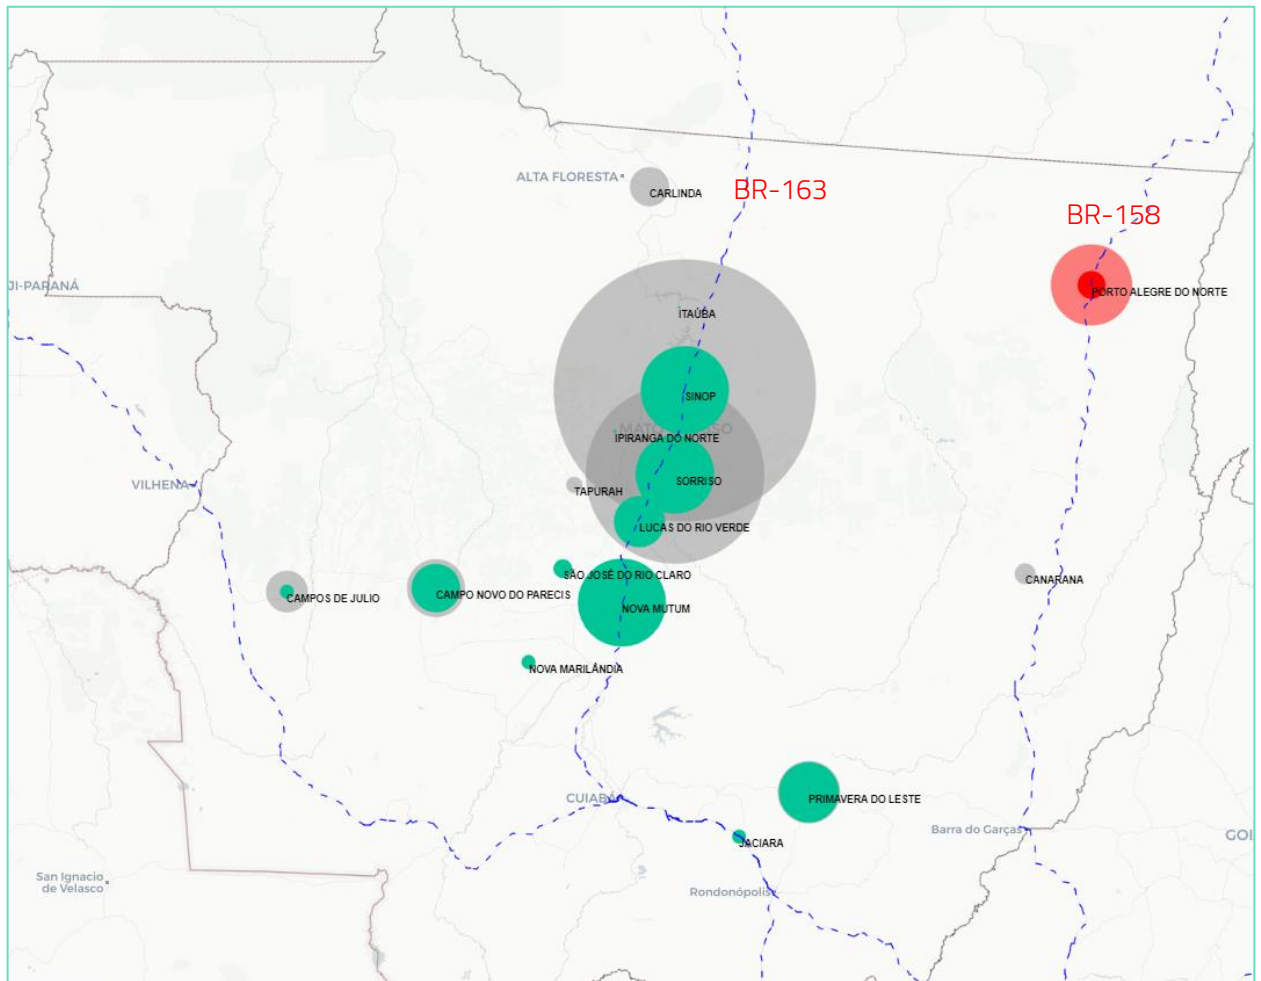 ALTA FLORESTA
CARLINDA
BR-163
BR-158
JI-PARANÁ
PORTO ALEGRE DO NORTE
ITAÚBA
SINOP
IPIRANGA DO NORTE
SORRISO
VILHENA
TAPURAH
LUCAS DO RIO VERDE
SÃO JOSÉ DO RIO CLARO
CANARANA
CAMPOS DE JULIO
CAMPO NOVO DO PARECIS
NOVA MUTUM
NOVA MARILÂNDIA
CUIABÁ
PRIMAVERA DO LESTE
Barra do Garças
GOI
JACIARA
San Ignacio
de Velasco
Rondonópolis